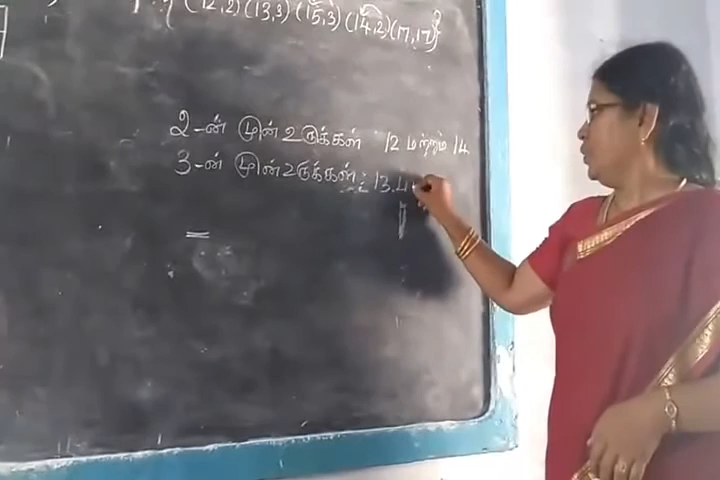 (12,2) (13,3) (15,3) (14,2) (17,17)}
2-ன் முன் உருக்கள் 12 மற்றும் 14
3-ன் முன் உருக்கள் : 13 ம